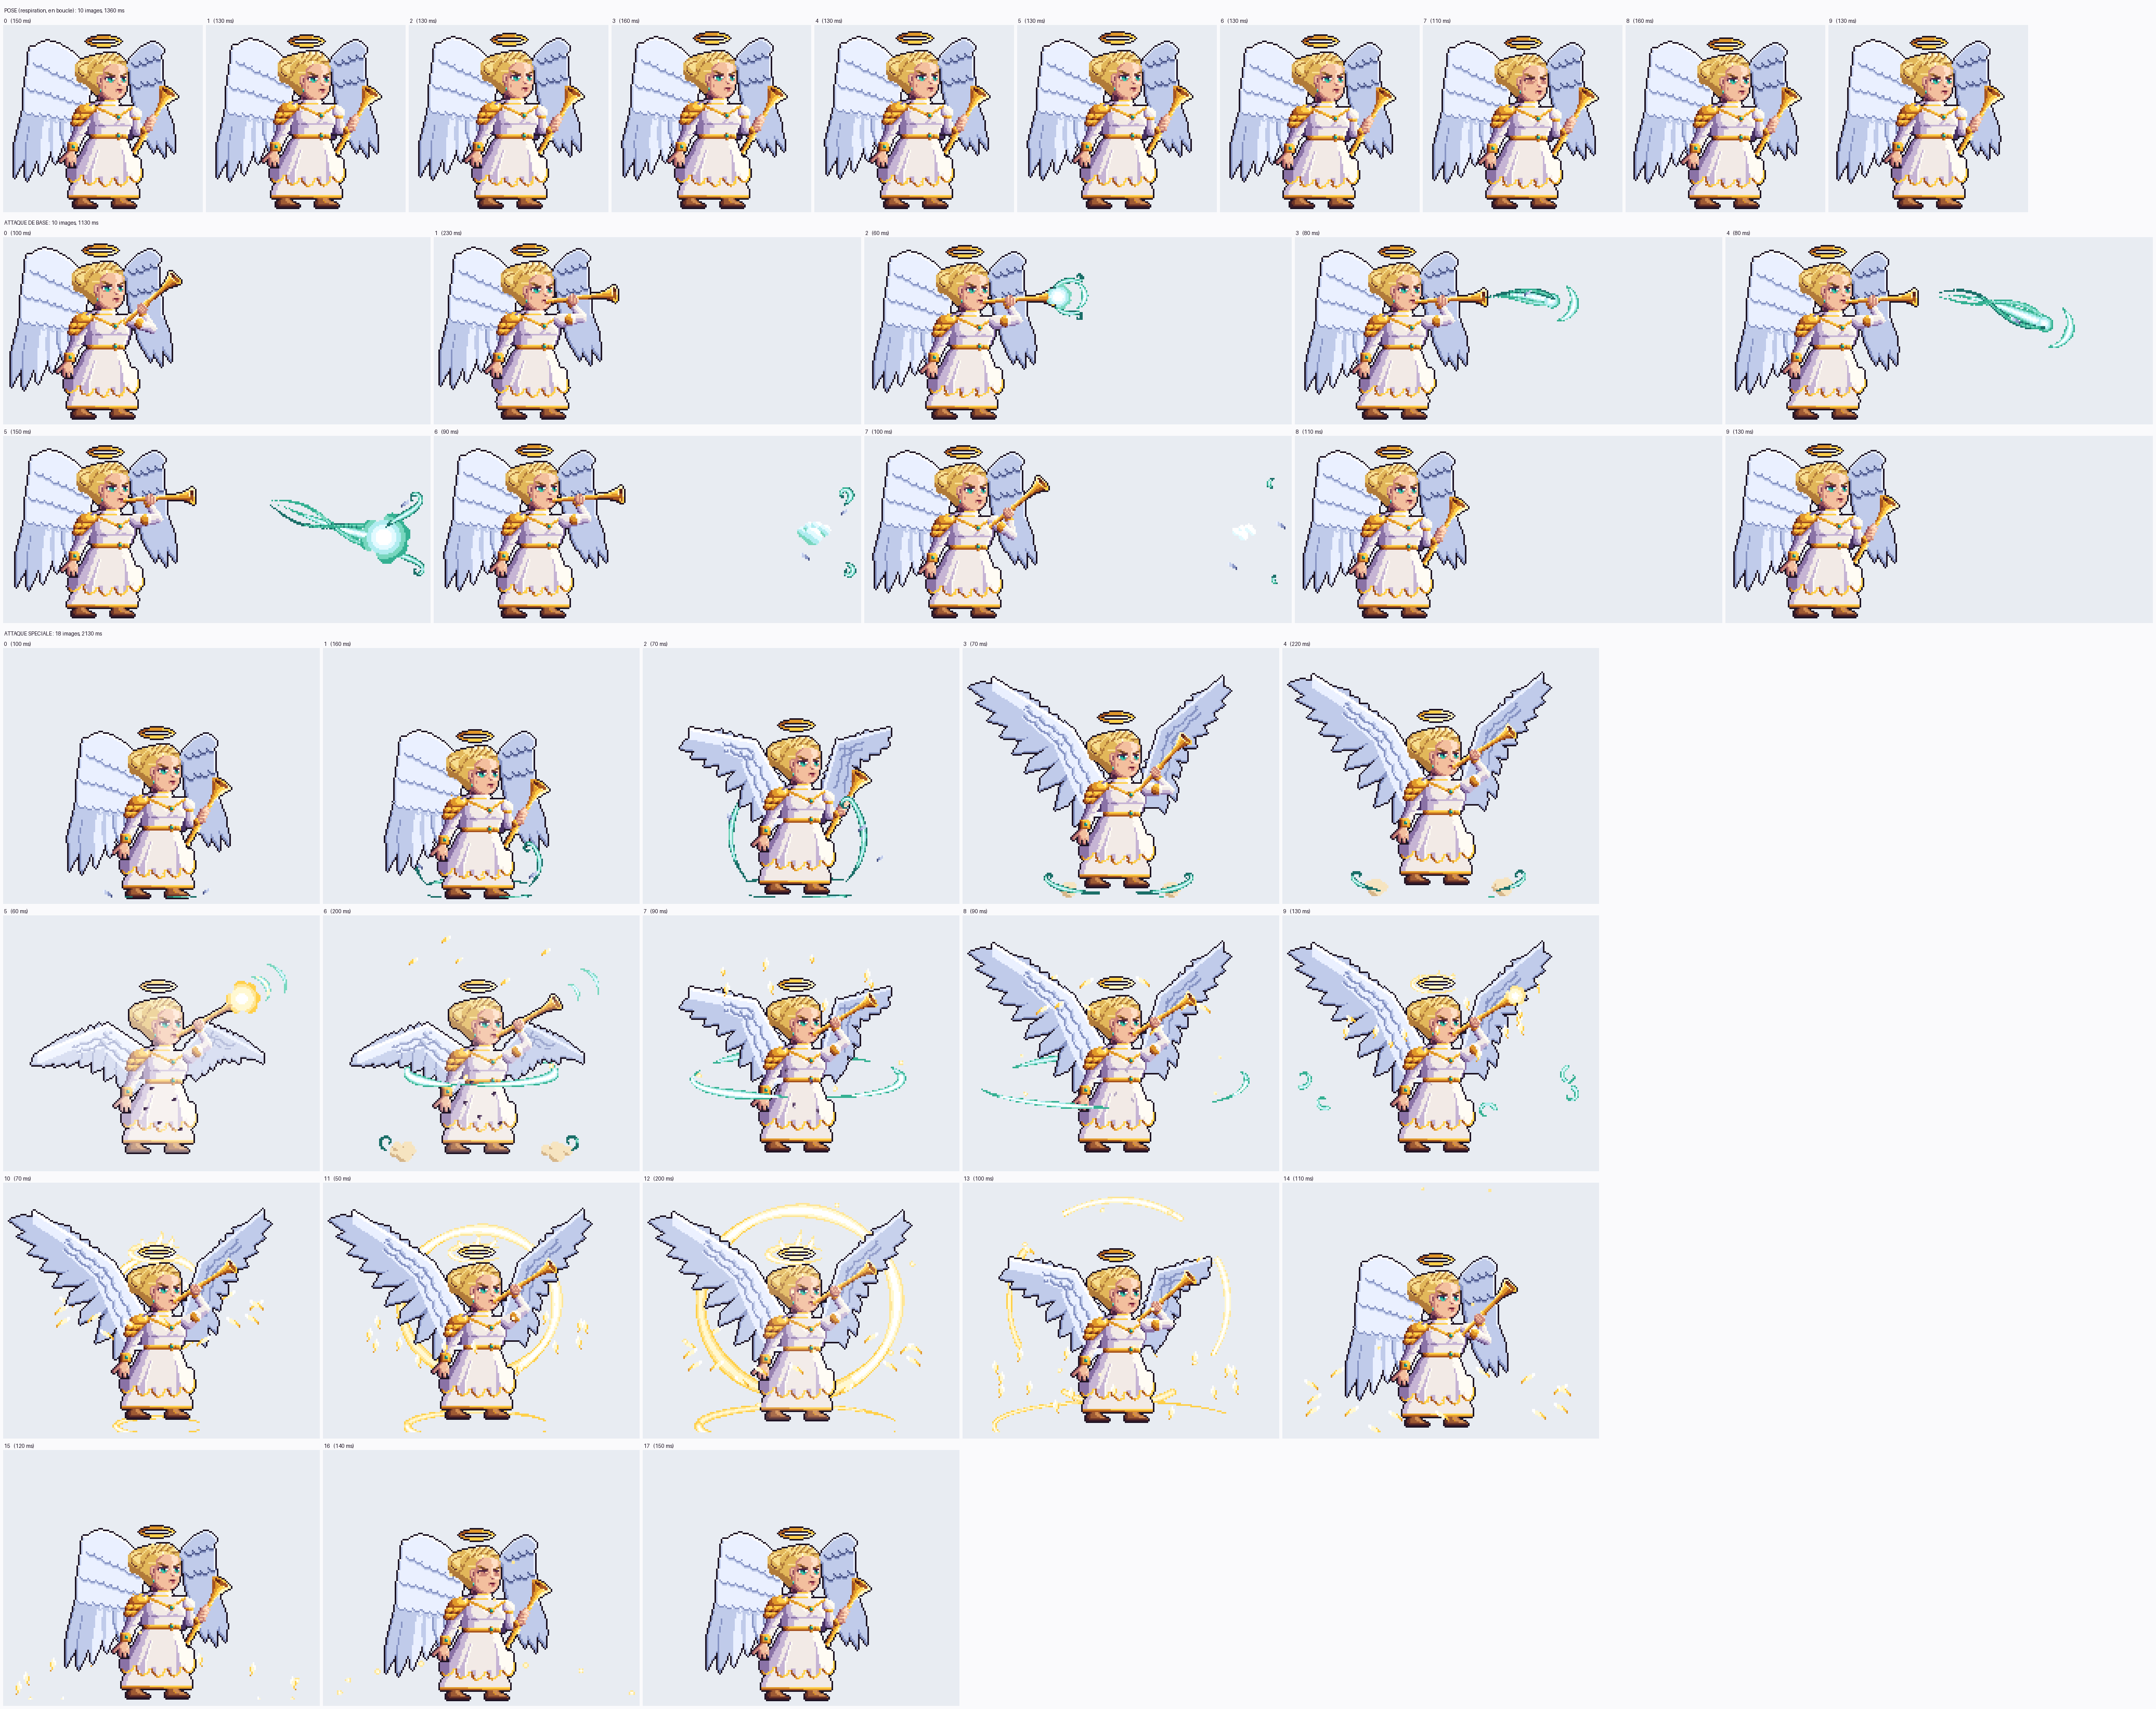 POSE (respiration, en boucle) : 10 images, 1360 ms
0 (150 ms) 1 (130 ms) 2 (130 ms) 3 (160 ms) 4 (130 ms) 5 (130 ms) 6 (130 ms) 7 (110 ms) 8 (160 ms) 9 (130 ms)
ATTAQUE DE BASE : 10 images, 1130 ms
0 (100 ms) 1 (230 ms) 2 (60 ms) 3 (80 ms) 4 (80 ms)
5 (150 ms) 6 (90 ms) 7 (100 ms) 8 (110 ms) 9 (130 ms)
ATTAQUE SPECIALE : 18 images, 2130 ms
0 (100 ms) 1 (160 ms) 2 (70 ms) 3 (70 ms) 4 (220 ms)
5 (60 ms) 6 (200 ms) 7 (90 ms) 8 (90 ms) 9 (130 ms)
10 (70 ms) 11 (50 ms) 12 (200 ms) 13 (100 ms) 14 (110 ms)
15 (120 ms) 16 (140 ms) 17 (150 ms)